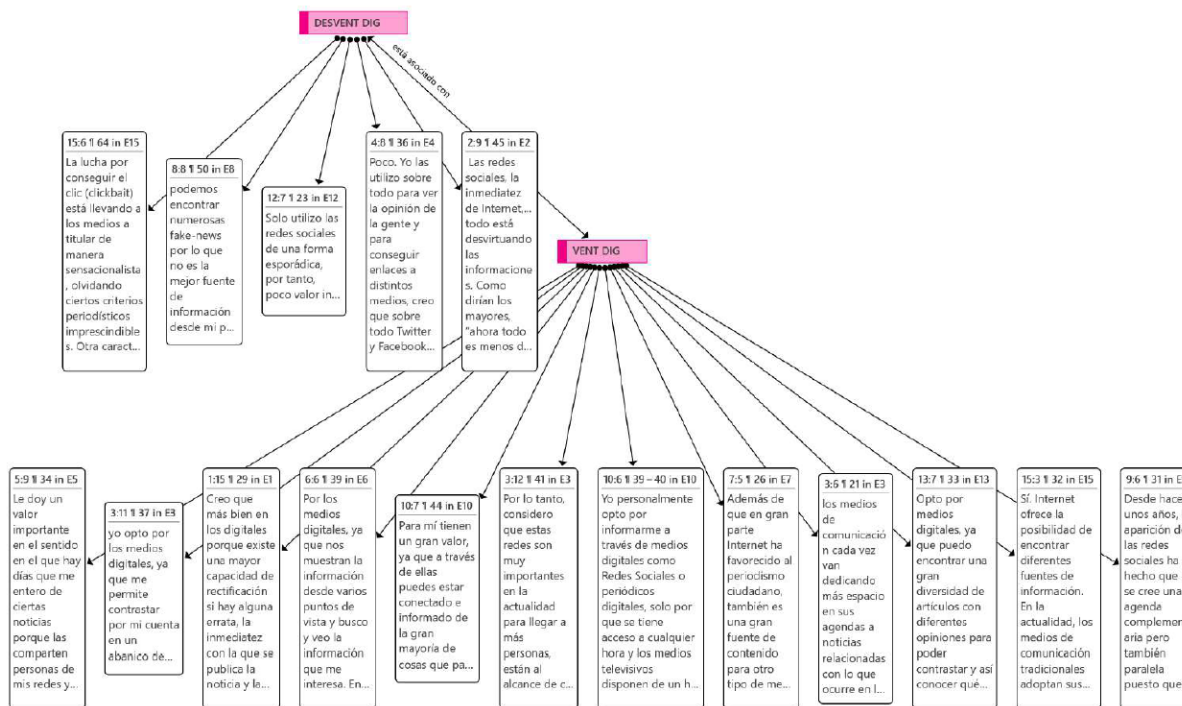 DESVENT DIG
está asociado con
15:6 ¶ 64 in E15
La lucha por
conseguir el
clic (clickbait)
está llevando a
los medios a
titular de
manera
sensacionalista
, olvidando
ciertos criterios
periodísticos
imprescindible
s. Otra caract...
8:8 ¶ 50 in E8
podemos
encontrar
numerosas
fake-news
por lo que
no es la
mejor fuente
de
información
desde mi p...
12:7 ¶ 23 in E12
Solo utilizo las
redes sociales
de una forma
esporádica,
por tanto,
poco valor in...
4:8 ¶ 36 in E4
Poco. Yo las
utilizo sobre
todo para ver
la opinión de
la gente y
para
conseguir
enlaces a
distintos
medios, creo
que sobre
todo Twitter
y Facebook...
2:9 ¶ 45 in E2
Las redes
sociales, la
inmediatez
de Internet,...
todo está
desvirtuando
las
informacione
s. Como
dirían los
mayores,
"ahora todo
es menos d...
VENT DIG
5:9 ¶ 34 in E5
Le doy un
valor
importante
en el sentido
en el que hay
días que me
entero de
ciertas
noticias
porque las
comparten
personas de
mis redes y...
3:11 ¶ 37 in E3
yo opto por
los medios
digitales, ya
que me
permite
contrastar
por mi cuenta
en un
abanico de...
1:15 ¶ 29 in E1
Creo que
más bien en
los digitales
porque existe
una mayor
capacidad de
rectificación
si hay alguna
errata, la
inmediatez
con la que se
publica la
noticia y la...
6:6 ¶ 39 in E6
Por los
medios
digitales, ya
que nos
muestran la
información
desde varios
puntos de
vista y busco
y veo la
información
que me
interesa. En...
10:7 ¶ 44 in E10
Para mí tienen
un gran valor,
ya que a través
de ellas
puedes estar
conectado e
informado de
la gran
mayoría de
cosas que pa...
3:12 ¶ 41 in E3
Por lo tanto,
considero
que estas
redes son
muy
importantes
en la
actualidad
para llegar a
más
personas,
están al
alcance de c...
10:6 ¶ 39 – 40 in E10
Yo personalmente
opto por
informarme a
través de medios
digitales como
Redes Sociales o
periódicos
digitales, solo por
que se tiene
acceso a cualquier
hora y los medios
televisivos
disponen de un h...
7:5 ¶ 26 in E7
Además de
que en gran
parte
Internet ha
favorecido al
periodismo
ciudadano,
también es
una gran
fuente de
contenido
para otro
tipo de me...
3:6 ¶ 21 in E3
los medios
de
comunicació
n cada vez
van
dedicando
más espacio
en sus
agendas a
noticias
relacionadas
con lo que
ocurre en l...
13:7 ¶ 33 in E13
Opto por
medios
digitales, ya
que puedo
encontrar una
gran
diversidad de
artículos con
diferentes
opiniones para
poder
contrastar y así
conocer qué...
15:3 ¶ 32 in E15
Sí. Internet
ofrece la
posibilidad de
encontrar
diferentes
fuentes de
información.
En la
actualidad, los
medios de
comunicación
tradicionales
adoptan sus...
9:6 ¶ 31 in E
Desde hace
unos años,
aparición de
las redes
sociales ha
hecho que
se cree una
agenda
complemen
aria pero
también
paralela
puesto que